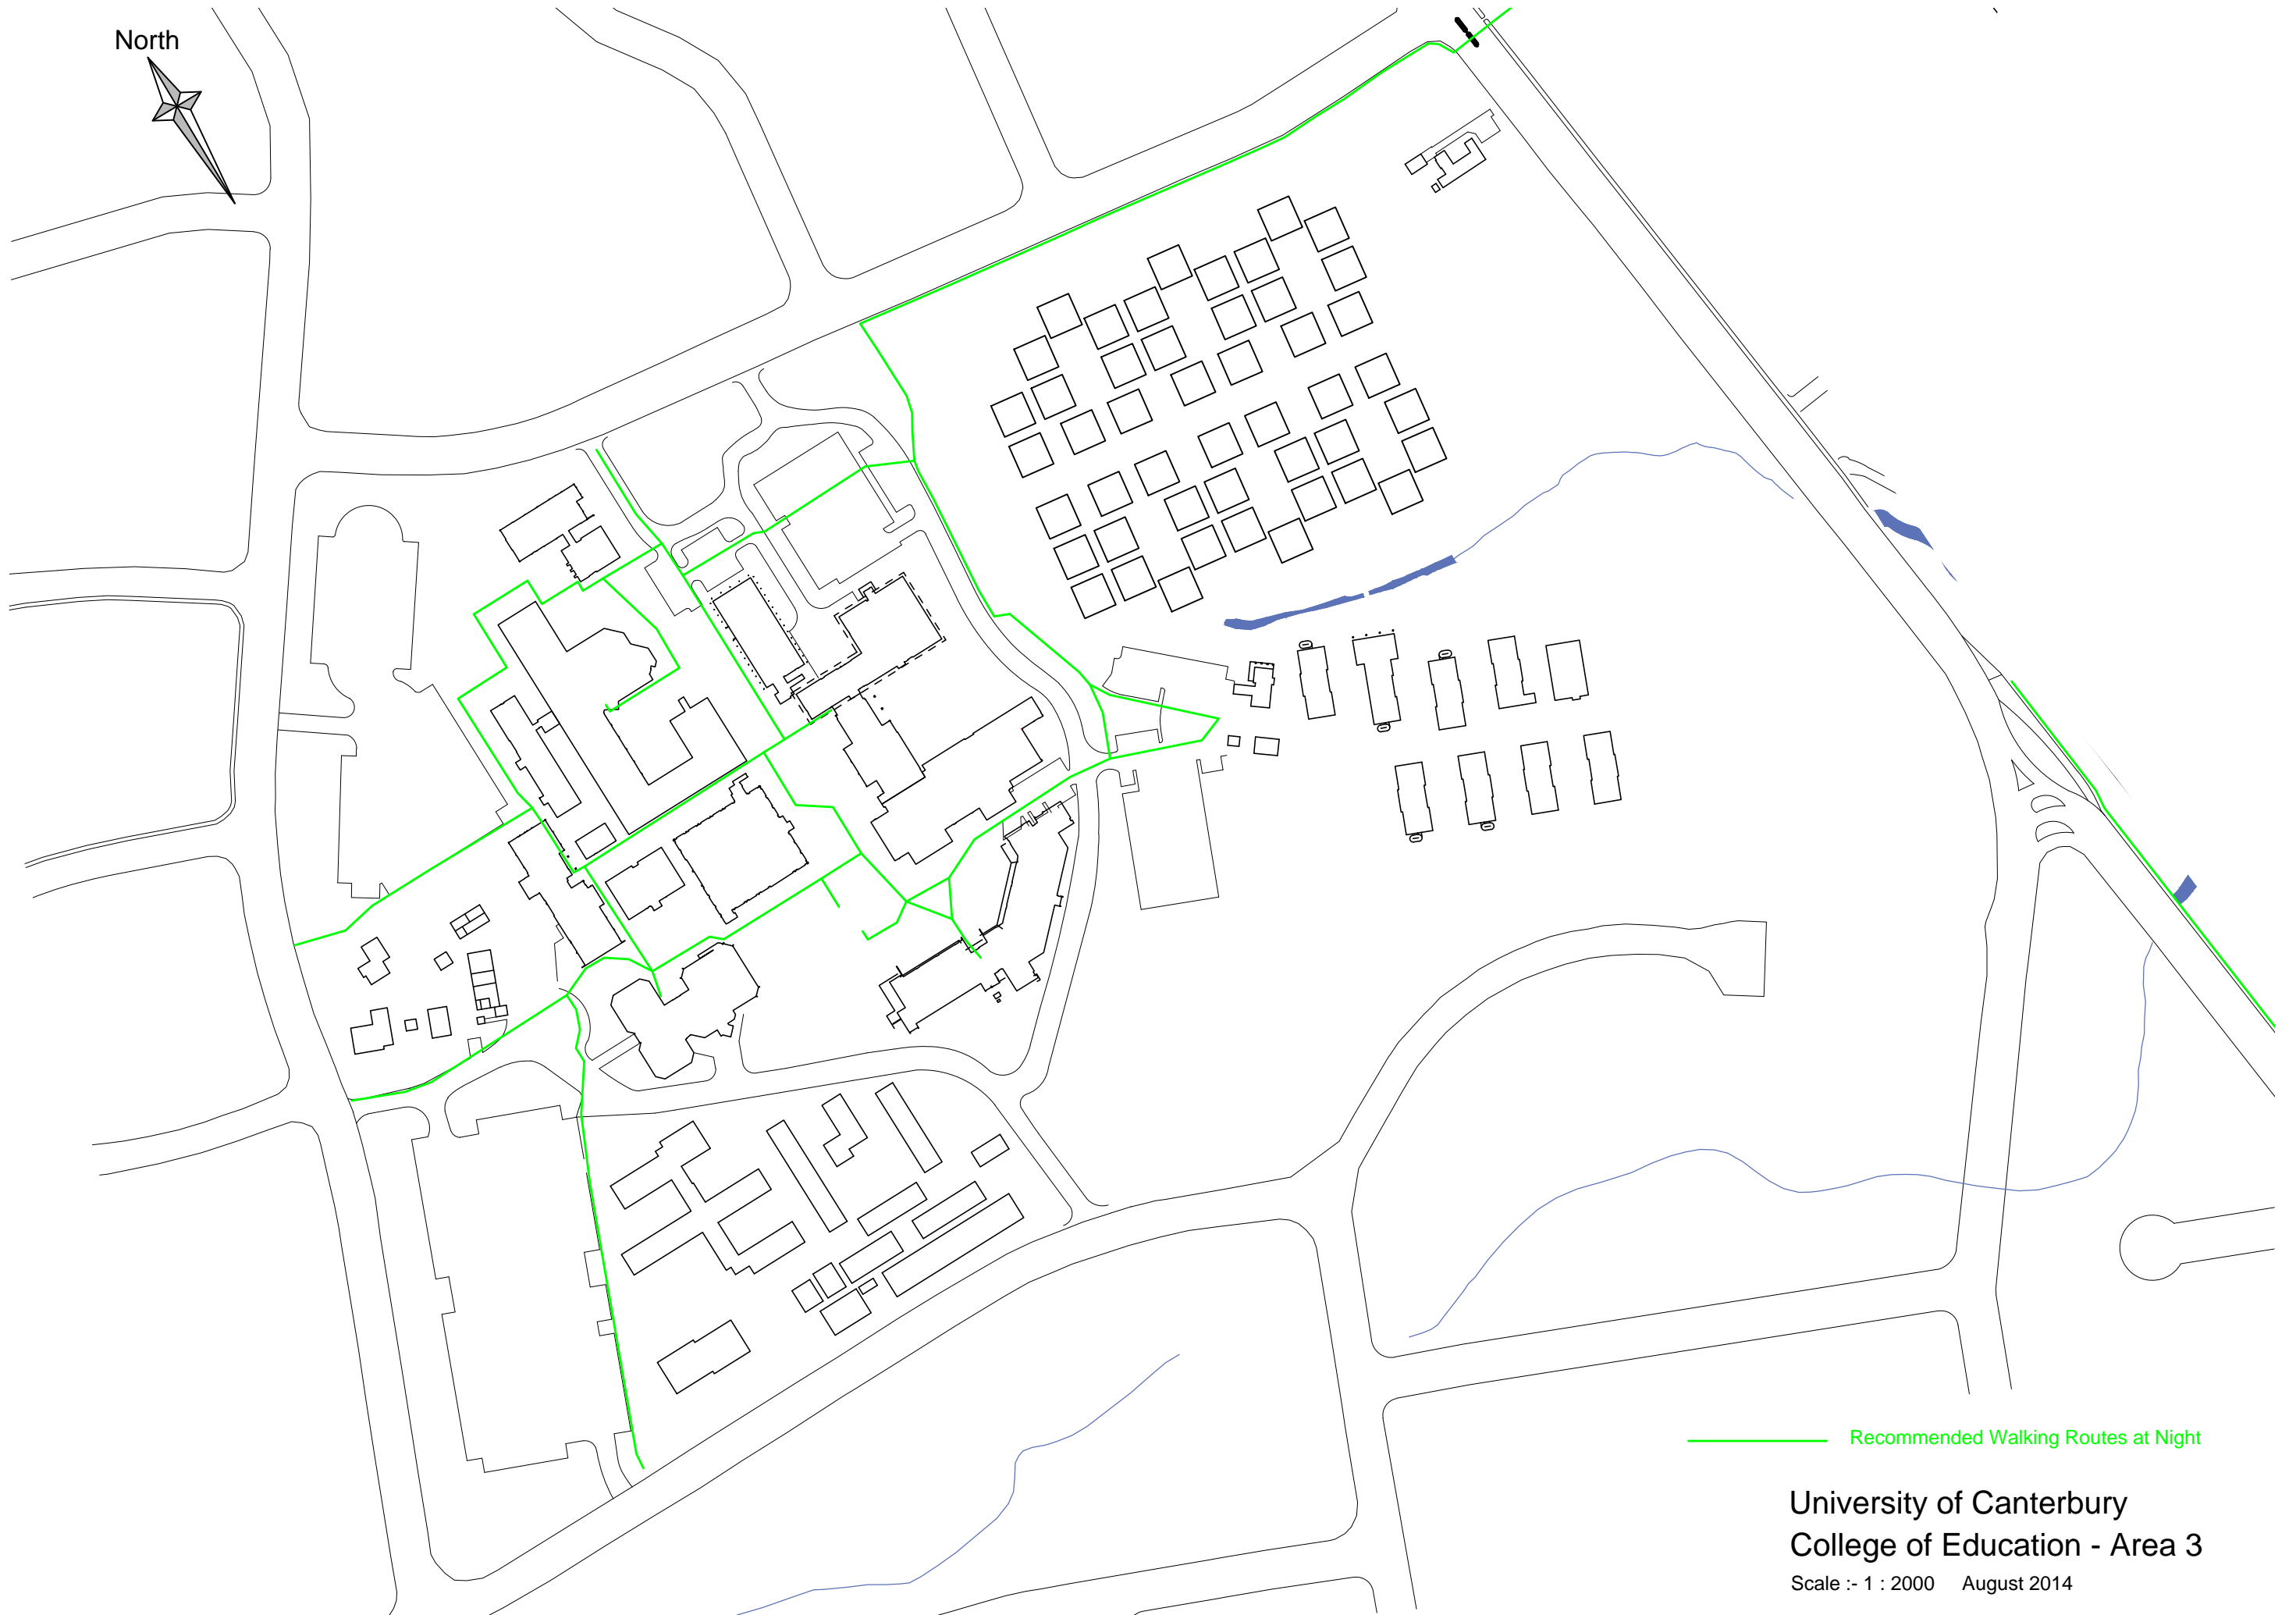 North
Recommended Walking Routes at Night
University of Canterbury
College of Education - Area 3
Scale :- 1 : 2000 August 2014